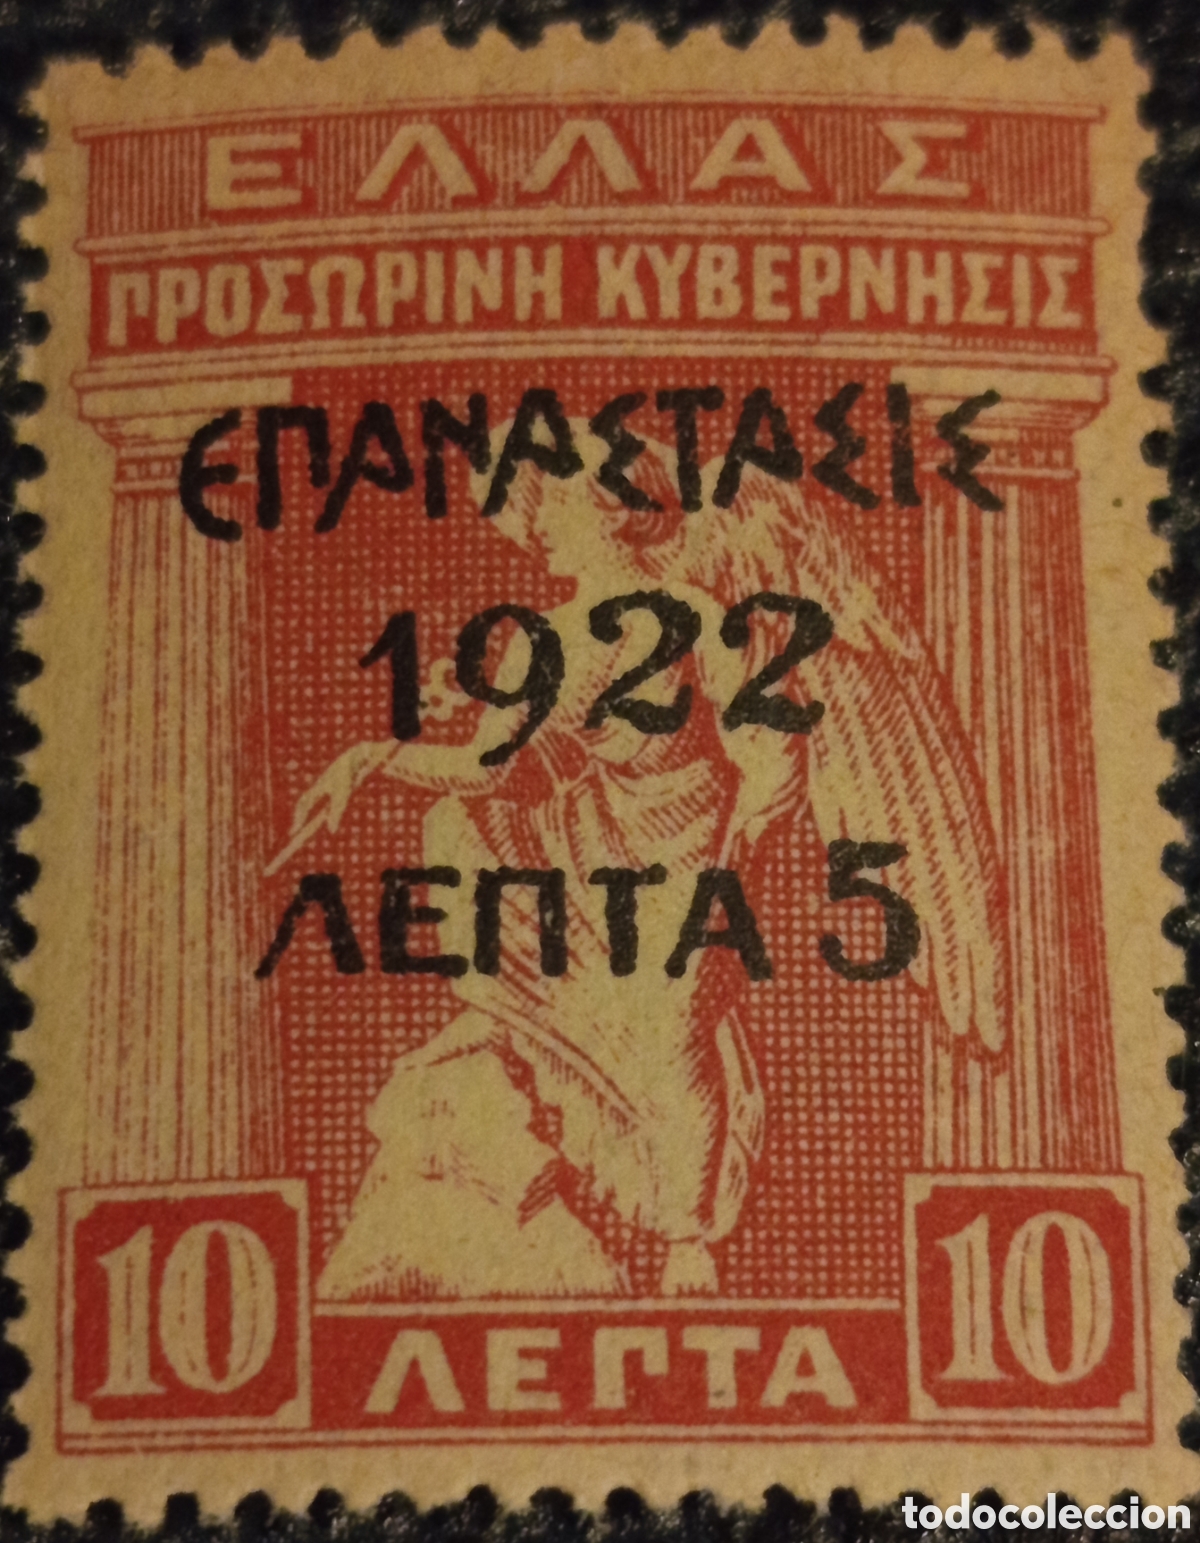 ΕΛΛΑΣ
ΠΡΟΣΩΡΙΝΗ ΚΥΒΕΡΝΗΣΙΣ
ΕΠΑΝΑΣΤΑΣΙΣ
1922
ΛΕΠΤΑ 5
10 ΛΕΠΤΑ 10
todocoleccion